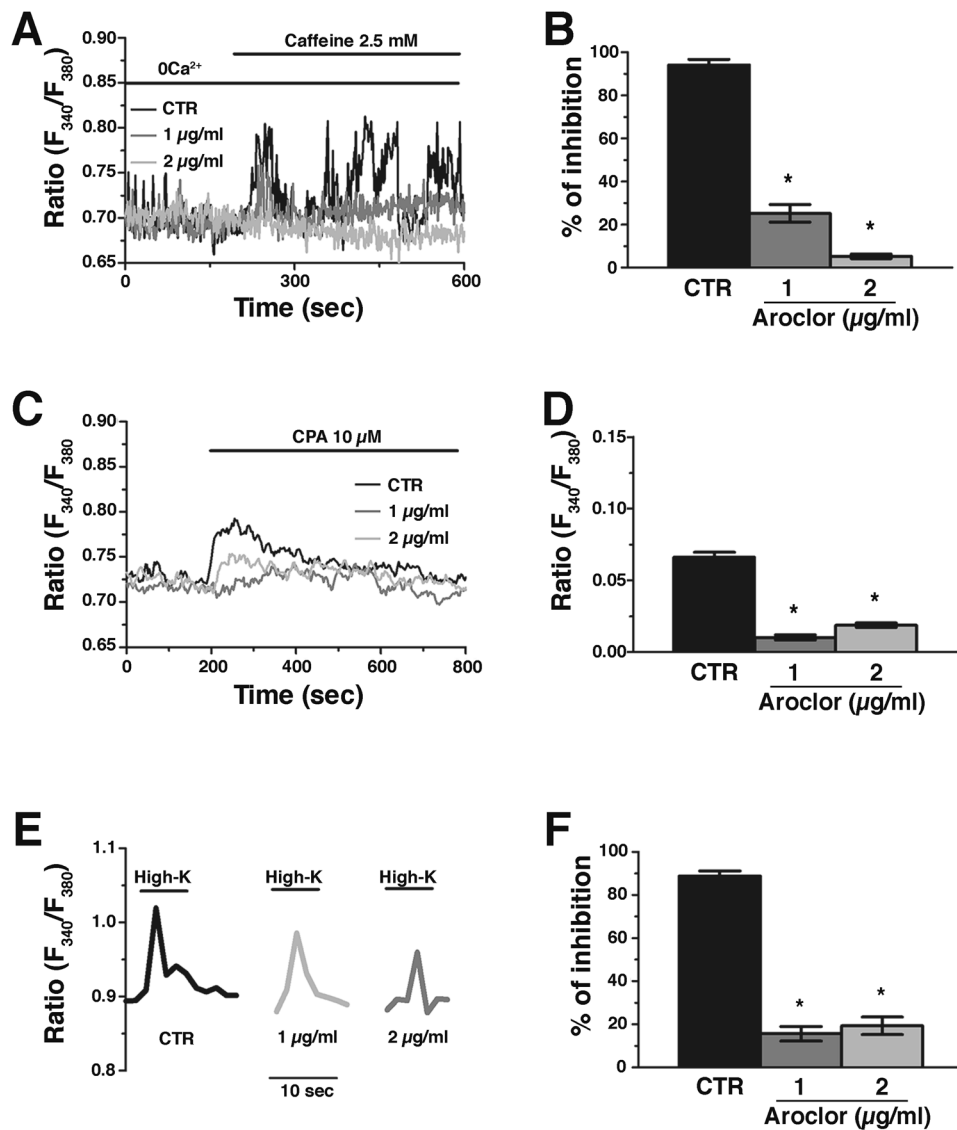 A
Ratio (F340/F380)
0.90
0.85
0.80
0.75
0.70
0.65
Caffeine 2.5 mM
0Ca2+
CTR
1 µg/ml
2 µg/ml
0
300
600
Time (sec)
B
% of inhibition
100
80
60
40
20
0
*
*
CTR
1
2
Aroclor (µg/ml)
C
Ratio (F340/F380)
0.90
0.85
0.80
0.75
0.70
0.65
CPA 10 µM
CTR
1 µg/ml
2 µg/ml
0
200
400
600
800
Time (sec)
D
Ratio (F340/F380)
0.15
0.10
0.05
0.00
*
*
CTR
1
2
Aroclor (µg/ml)
E
Ratio (F340/F380)
1.1
1.0
0.9
0.8
High-K
High-K
High-K
CTR
1 µg/ml
2 µg/ml
10 sec
F
% of inhibition
100
80
60
40
20
0
*
*
CTR
1
2
Aroclor (µg/ml)